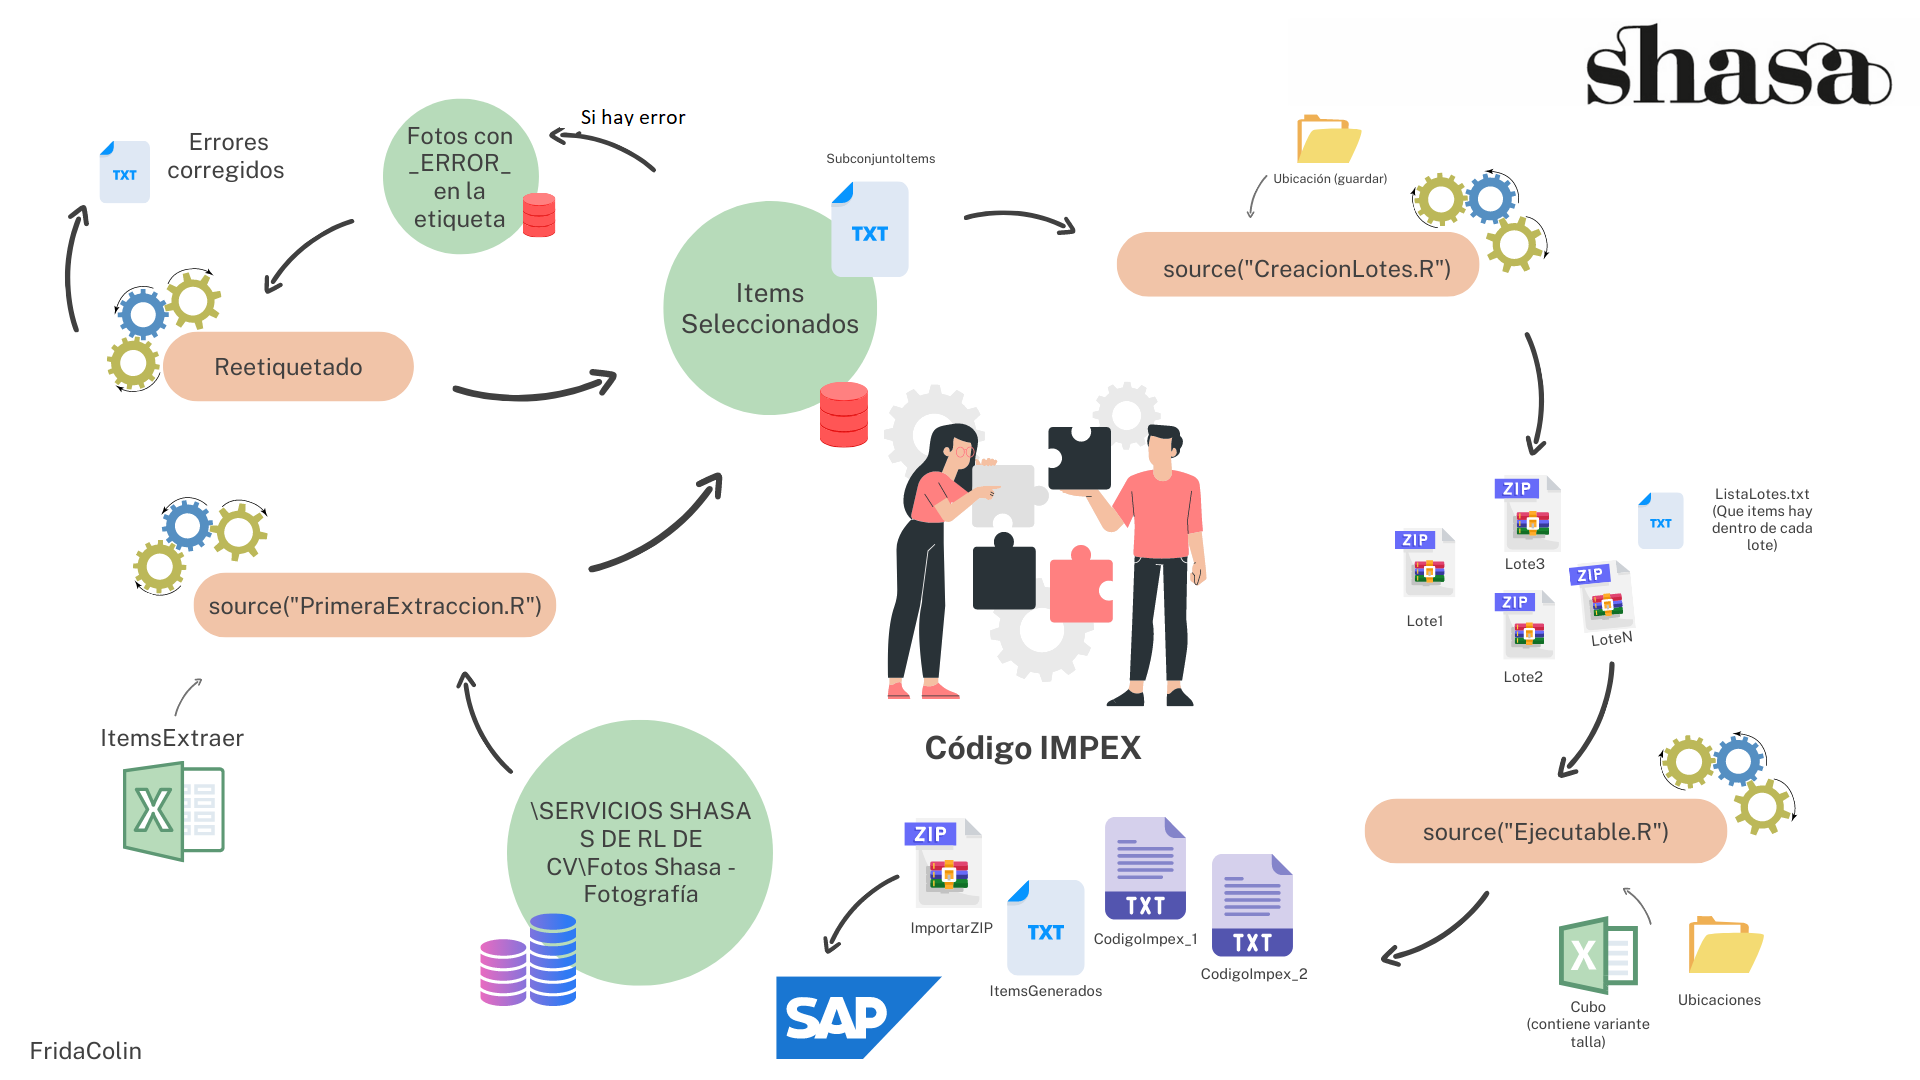 shasa
Si hay error
Fotos con
_ERROR_
en la
etiqueta
Errores
corregidos
TXT
SubconjuntoItems
TXT
Ubicación (guardar)
source("CreacionLotes.R")
Items
Seleccionados
Reetiquetado
source("PrimeraExtraccion.R")
ItemsExtraer
X
\SERVICIOS SHASA
S DE RL DE
CV\Fotos Shasa -
Fotografía
Código IMPEX
ZIP
Lote1
ZIP
Lote3
ZIP
Lote2
ZIP
LoteN
TXT
ListaLotes.txt
(Que items hay
dentro de cada
lote)
source("Ejecutable.R")
X
Cubo
(contiene variante
talla)
Ubicaciones
ZIP
ImportarZIP
TXT
ItemsGenerados
TXT
CodigoImpex_1
TXT
CodigoImpex_2
SAP
FridaColin